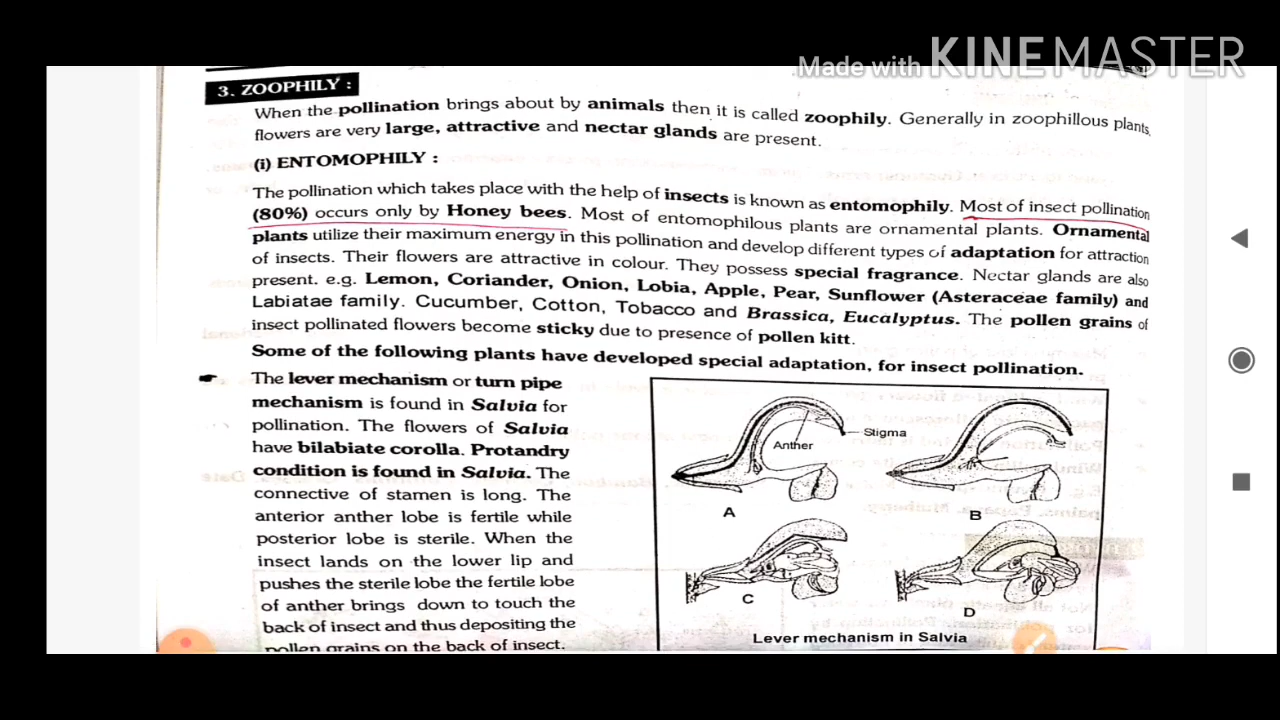 Made with KINEMASTER
3. ZOOPHILY :
When the pollination brings about by animals then it is called zoophily. Generally in zoophillous plants,
flowers are very large, attractive and nectar glands are present.
(i) ENTOMOPHILY :
The pollination which takes place with the help of insects is known as entomophily. Most of insect pollination
(80%) occurs only by Honey bees. Most of entomophilous plants are ornamental plants. Ornamental
plants utilize their maximum energy in this pollination and develop different types of adaptation for attraction
of insects. Their flowers are attractive in colour. They possess special fragrance. Nectar glands are also
present. e.g. Lemon, Coriander, Onion, Lobia, Apple, Pear, Sunflower (Asteraceae family) and
Labiatae family. Cucumber, Cotton, Tobacco and Brassica, Eucalyptus. The pollen grains of
insect pollinated flowers become sticky due to presence of pollen kitt.
Some of the following plants have developed special adaptation, for insect pollination.
The lever mechanism or turn pipe
mechanism is found in Salvia for
pollination. The flowers of Salvia
have bilabiate corolla. Protandry
condition is found in Salvia. The
connective of stamen is long. The
anterior anther lobe is fertile while
posterior lobe is sterile. When the
insect lands on the lower lip and
pushes the sterile lobe the fertile lobe
of anther brings down to touch the
back of insect and thus depositing the
pollen grains on the back of insect.
Stigma
Anther
A
B
C
D
Lever mechanism in Salvia